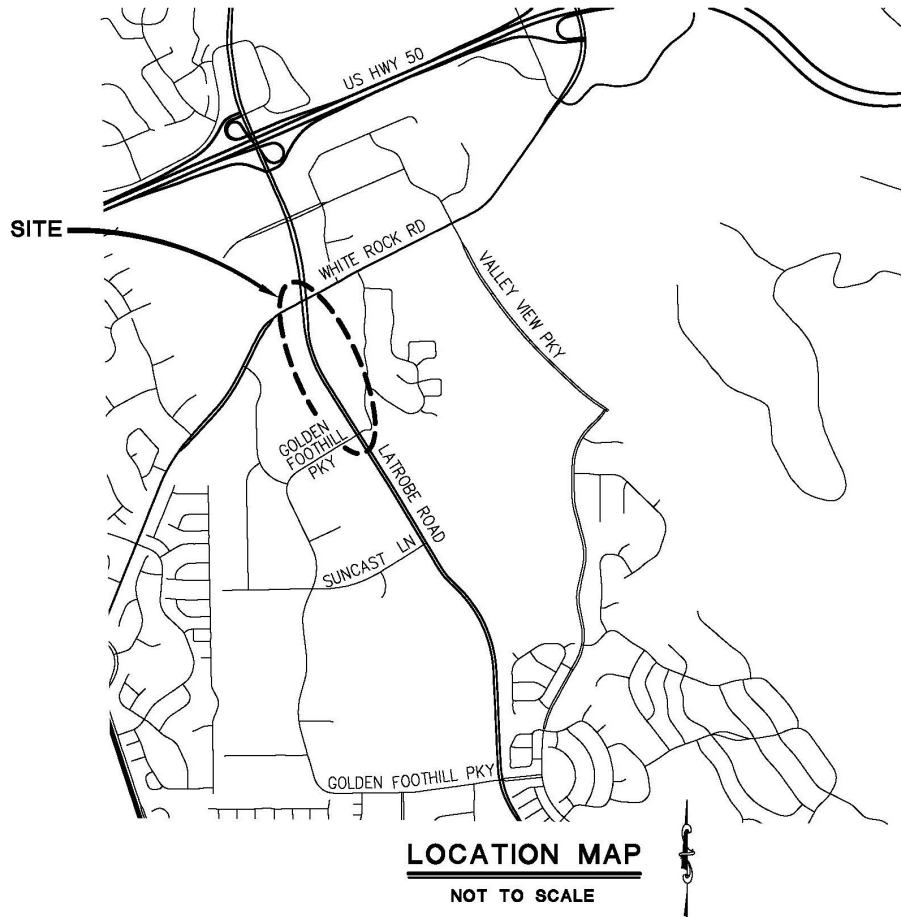 US HWY 50
SITE
WHITE ROCK RD
VALLEY VIEW PKY
GOLDEN
FOOTHILL
PKY
LATROBE ROAD
SUNCAST LN
GOLDEN FOOTHILL PKY
LOCATION MAP
NOT TO SCALE